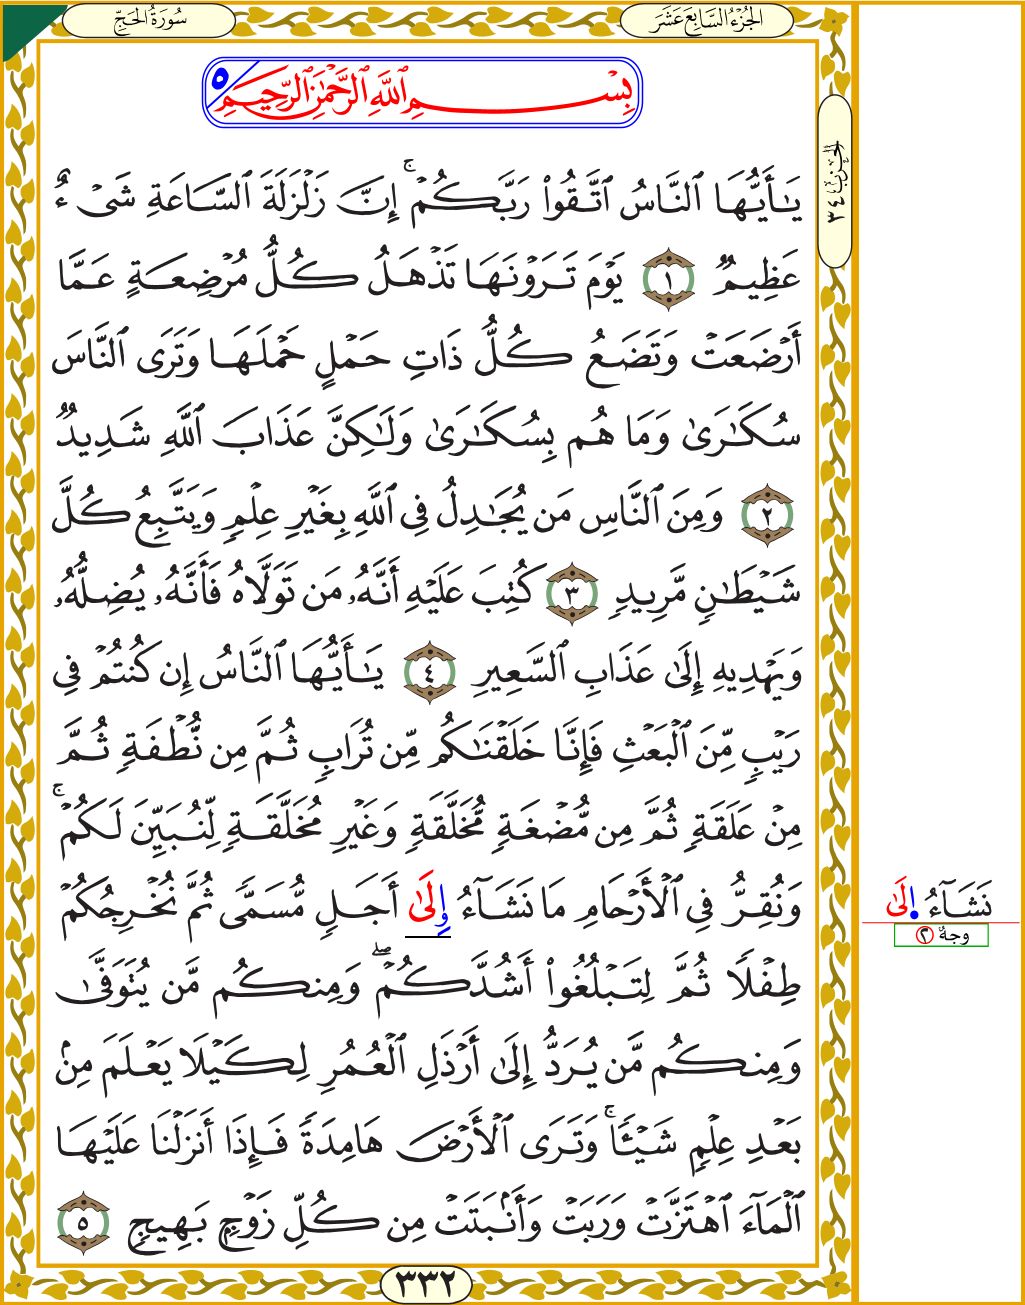 سُورَةُ الحَجِّ
الجُزْءُ السَّابِعَ عَشَرَ
الحِزْبُ ٣٤
بِسْمِ ٱللَّهِ ٱلرَّحْمَٰنِ ٱلرَّحِيمِ ٥
يَٰٓأَيُّهَا ٱلنَّاسُ ٱتَّقُوا۟ رَبَّكُمْ ۚ إِنَّ زَلْزَلَةَ ٱلسَّاعَةِ شَىْءٌ
عَظِيمٌ ١ يَوْمَ تَرَوْنَهَا تَذْهَلُ كُلُّ مُرْضِعَةٍ عَمَّا
أَرْضَعَتْ وَتَضَعُ كُلُّ ذَاتِ حَمْلٍ حَمْلَهَا وَتَرَى ٱلنَّاسَ
سُكَٰرَىٰ وَمَا هُم بِسُكَٰرَىٰ وَلَٰكِنَّ عَذَابَ ٱللَّهِ شَدِيدٌ
٢ وَمِنَ ٱلنَّاسِ مَن يُجَٰدِلُ فِى ٱللَّهِ بِغَيْرِ عِلْمٍ وَيَتَّبِعُ كُلَّ
شَيْطَٰنٍ مَّرِيدٍ ٣ كُتِبَ عَلَيْهِ أَنَّهُۥ مَن تَوَلَّاهُ فَأَنَّهُۥ يُضِلُّهُۥ
وَيَهْدِيهِ إِلَىٰ عَذَابِ ٱلسَّعِيرِ ٤ يَٰٓأَيُّهَا ٱلنَّاسُ إِن كُنتُمْ فِى
رَيْبٍ مِّنَ ٱلْبَعْثِ فَإِنَّا خَلَقْنَٰكُم مِّن تُرَابٍ ثُمَّ مِن نُّطْفَةٍ ثُمَّ
مِنْ عَلَقَةٍ ثُمَّ مِن مُّضْغَةٍ مُّخَلَّقَةٍ وَغَيْرِ مُخَلَّقَةٍ لِّنُبَيِّنَ لَكُمْ ۚ
وَنُقِرُّ فِى ٱلْأَرْحَامِ مَا نَشَآءُ وِلَىٰٓ أَجَلٍ مُّسَمًّى ثُمَّ نُخْرِجُكُمْ
نَشَآءُ اِلَىٰٓ
وجهٌ ٢
طِفْلًا ثُمَّ لِتَبْلُغُوٓا۟ أَشُدَّكُمْ ۖ وَمِنكُم مَّن يُتَوَفَّىٰ
وَمِنكُم مَّن يُرَدُّ إِلَىٰٓ أَرْذَلِ ٱلْعُمُرِ لِكَيْلَا يَعْلَمَ مِنۢ
بَعْدِ عِلْمٍ شَيْـًٔا ۚ وَتَرَى ٱلْأَرْضَ هَامِدَةً فَإِذَآ أَنزَلْنَا عَلَيْهَا
ٱلْمَآءَ ٱهْتَزَّتْ وَرَبَتْ وَأَنۢبَتَتْ مِن كُلِّ زَوْجٍۭ بَهِيجٍ ٥
٣٣٢